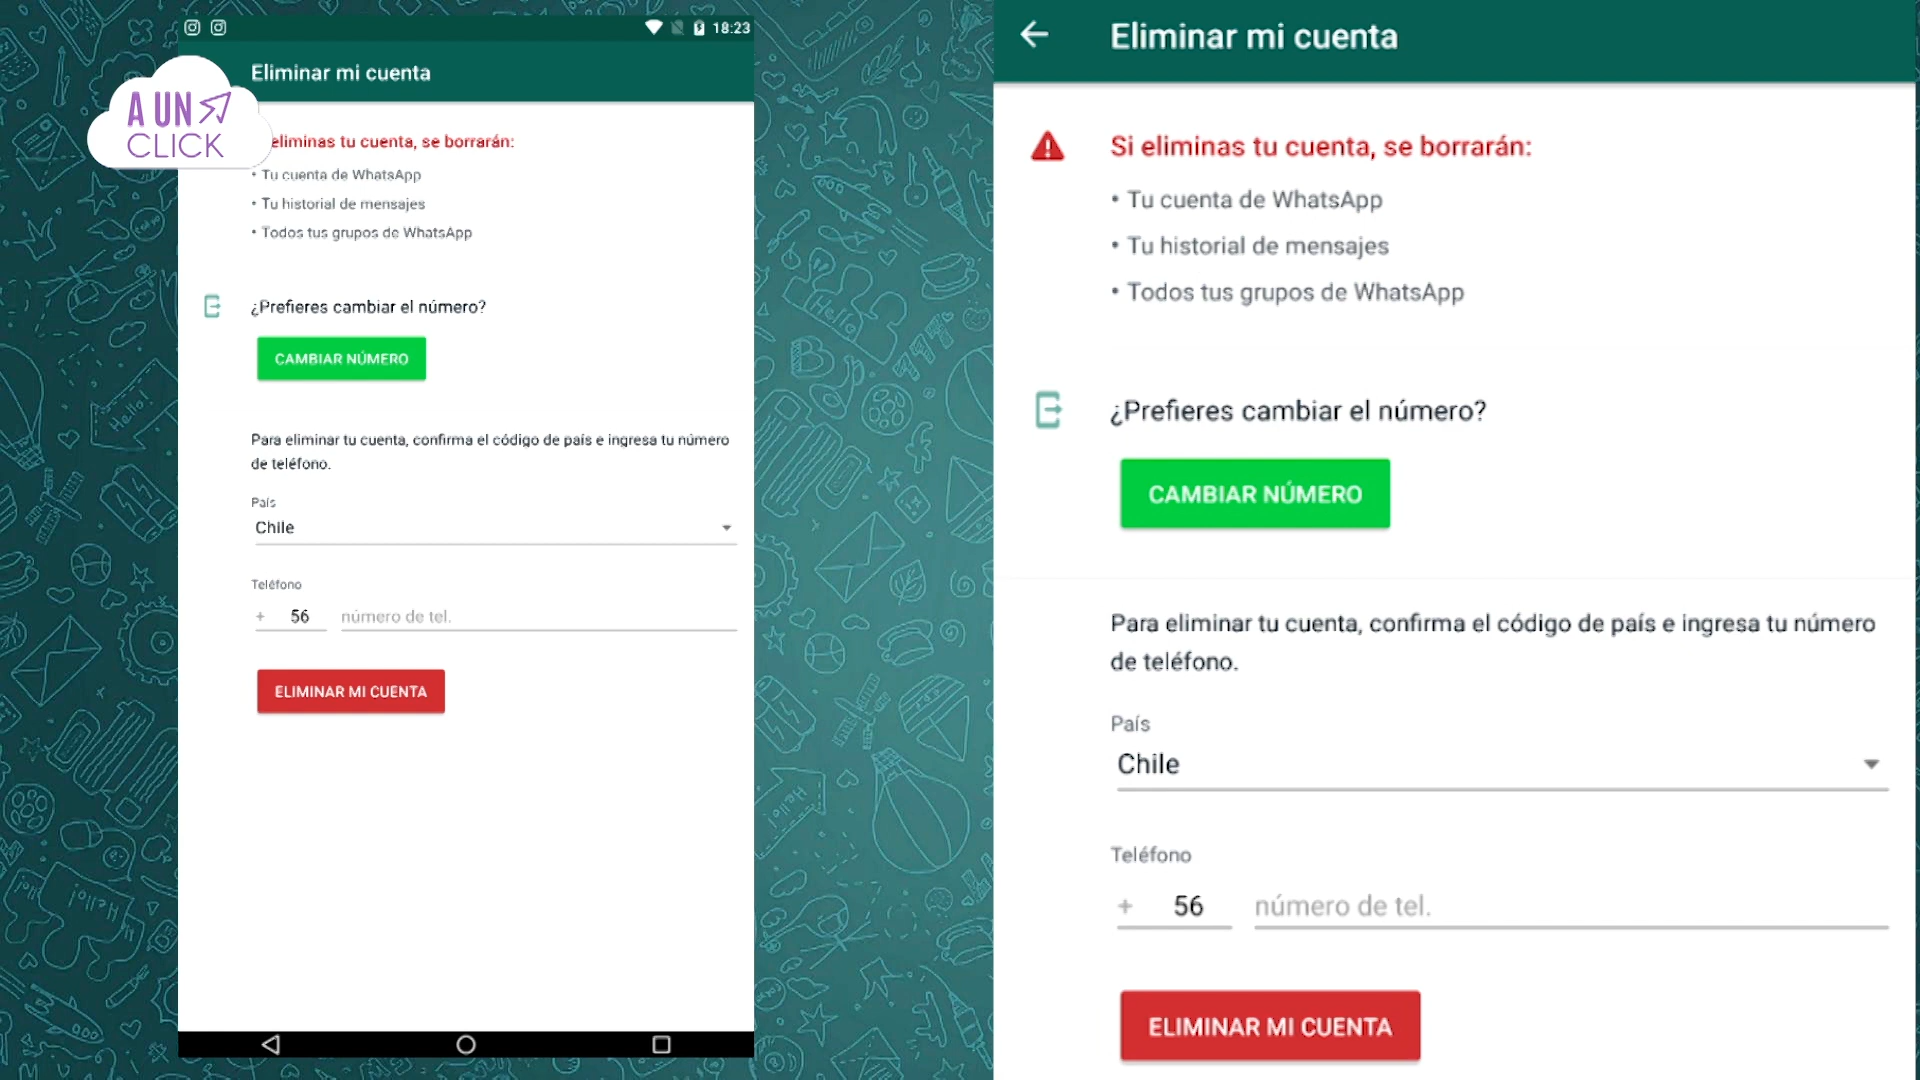 18:23
Eliminar mi cuenta
A UN
CLICK
eliminas tu cuenta, se borrarán:
• Tu cuenta de WhatsApp
• Tu historial de mensajes
• Todos tus grupos de WhatsApp
¿Prefieres cambiar el número?
CAMBIAR NÚMERO
Para eliminar tu cuenta, confirma el código de país e ingresa tu número
de teléfono.
País
Chile
Teléfono
+ 56 número de tel.
ELIMINAR MI CUENTA
Eliminar mi cuenta
Si eliminas tu cuenta, se borrarán:
• Tu cuenta de WhatsApp
• Tu historial de mensajes
• Todos tus grupos de WhatsApp
¿Prefieres cambiar el número?
CAMBIAR NÚMERO
Para eliminar tu cuenta, confirma el código de país e ingresa tu número
de teléfono.
País
Chile
Teléfono
+ 56 número de tel.
ELIMINAR MI CUENTA
Hello!
Hello
Hello!
Hello